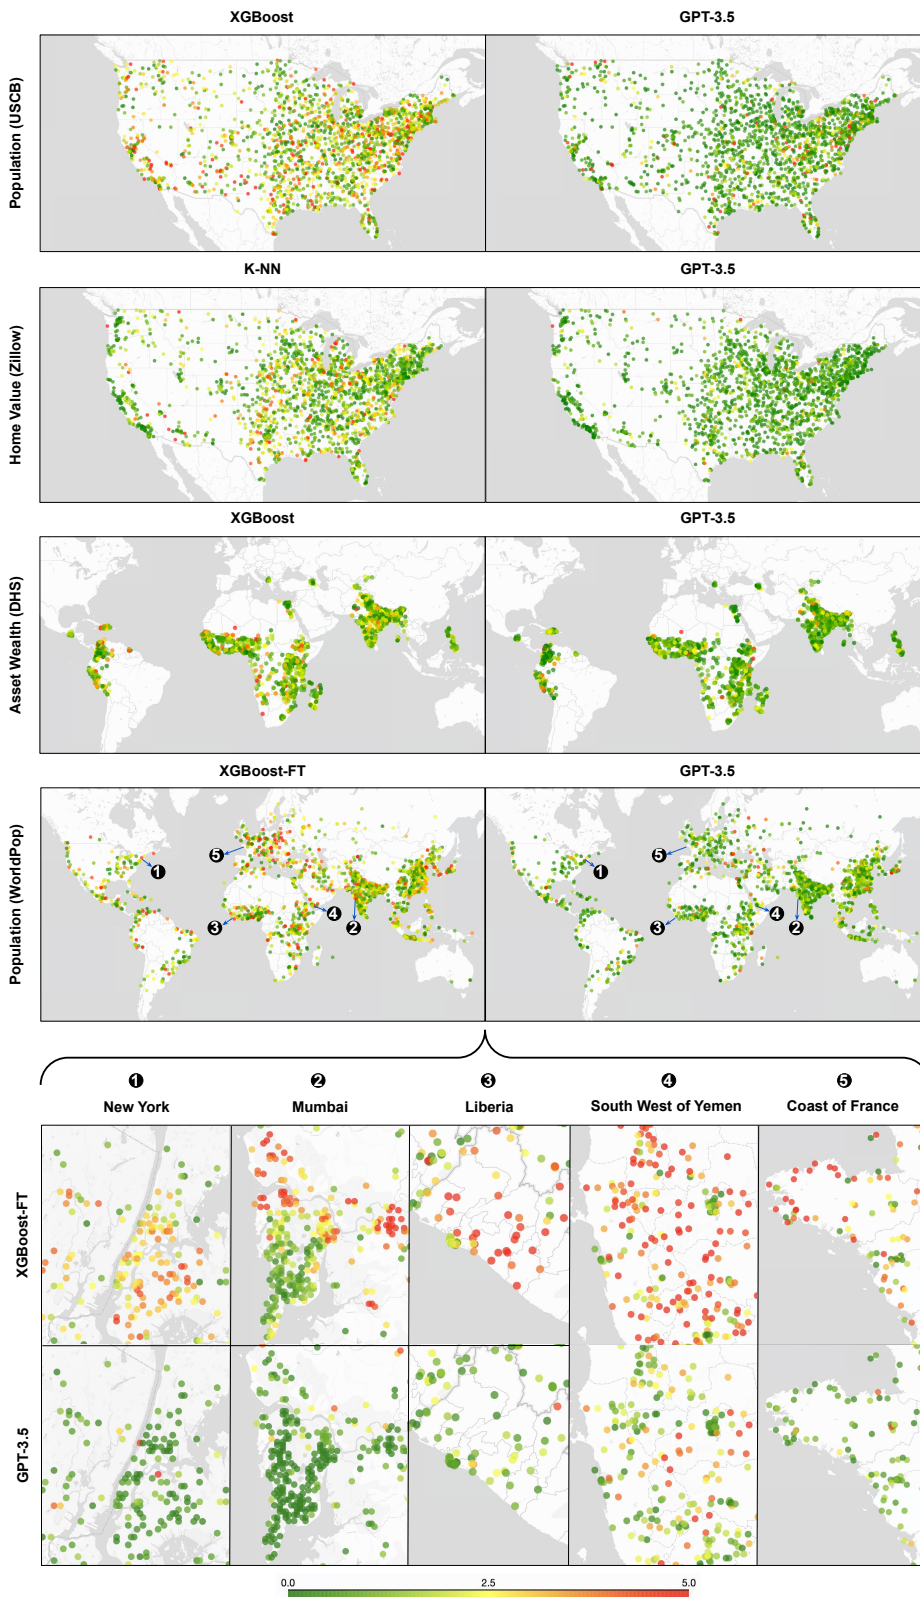 XGBoost GPT-3.5
Population (USCB)
K-NN GPT-3.5
Home Value (Zillow)
XGBoost GPT-3.5
Asset Wealth (DHS)
XGBoost-FT GPT-3.5
Population (WorldPop)
5 5
1 1
3 4 2 3 4 2
1 2 3 4 5
New York Mumbai Liberia South West of Yemen Coast of France
XGBoost-FT
GPT-3.5
0.0 2.5 5.0